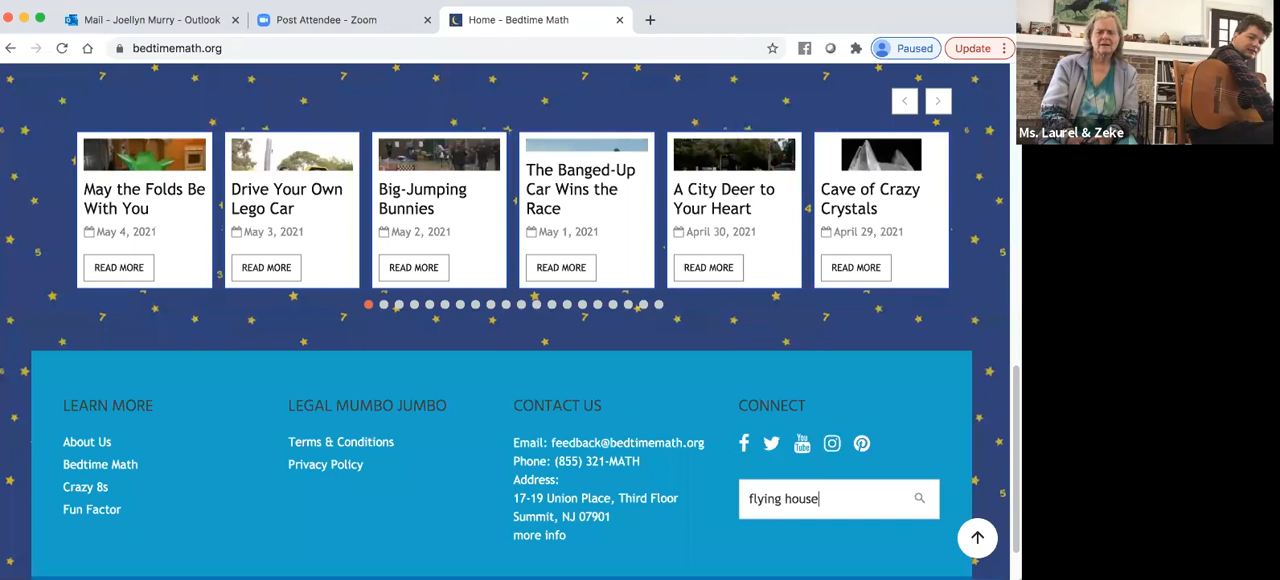 Mail - Joellyn Murry - Outlook
Post Attendee - Zoom
Home - Bedtime Math
bedtimemath.org
Paused
Update
Ms. Laurel & Zeke
May the Folds Be
With You
May 4, 2021
READ MORE
Drive Your Own
Lego Car
May 3, 2021
READ MORE
Big-Jumping
Bunnies
May 2, 2021
READ MORE
The Banged-Up
Car Wins the
Race
May 1, 2021
READ MORE
A City Deer to
Your Heart
April 30, 2021
READ MORE
Cave of Crazy
Crystals
April 29, 2021
READ MORE
LEARN MORE
About Us
Bedtime Math
Crazy 8s
Fun Factor
LEGAL MUMBO JUMBO
Terms & Conditions
Privacy Policy
CONTACT US
Email: feedback@bedtimemath.org
Phone: (855) 321-MATH
Address:
17-19 Union Place, Third Floor
Summit, NJ 07901
more info
CONNECT
You Tube
flying house